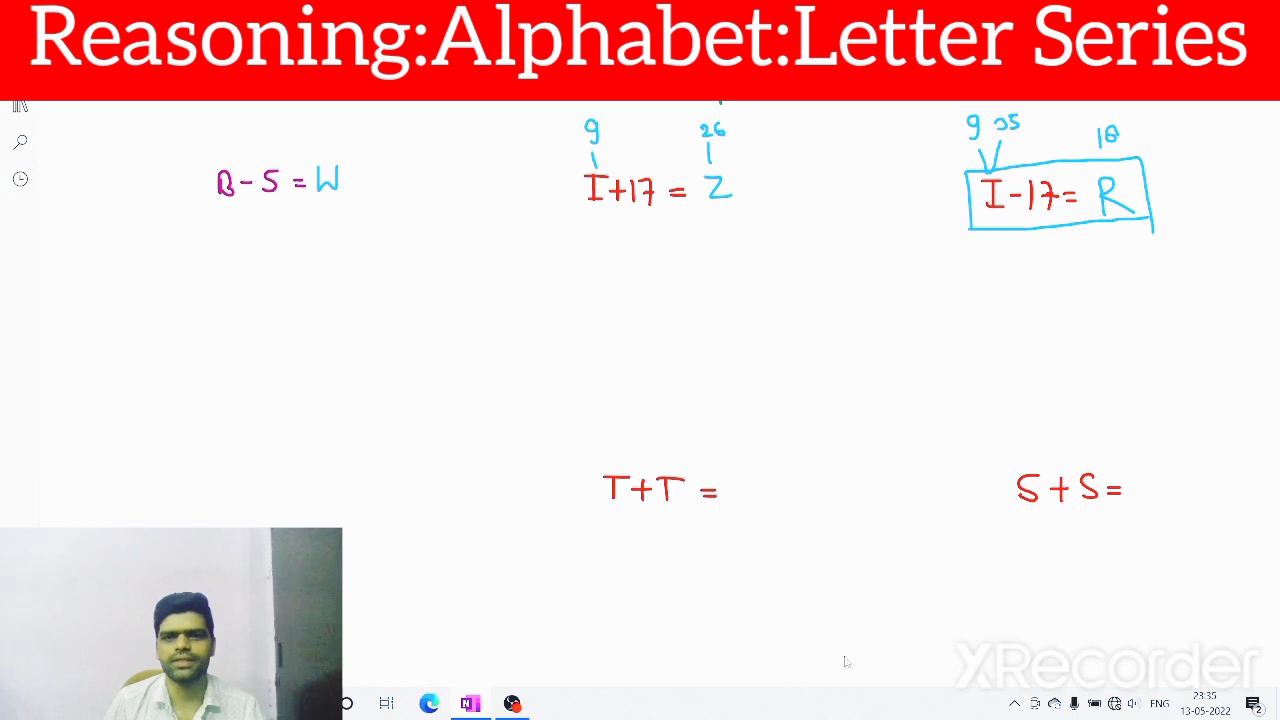 Reasoning:Alphabet:Letter Series
9 26 9 35 18
B - 5 = W I + 17 = Z I - 17 = R
T + T = S + S =
XRecorder
ENG 23:35
13-05-2022
2